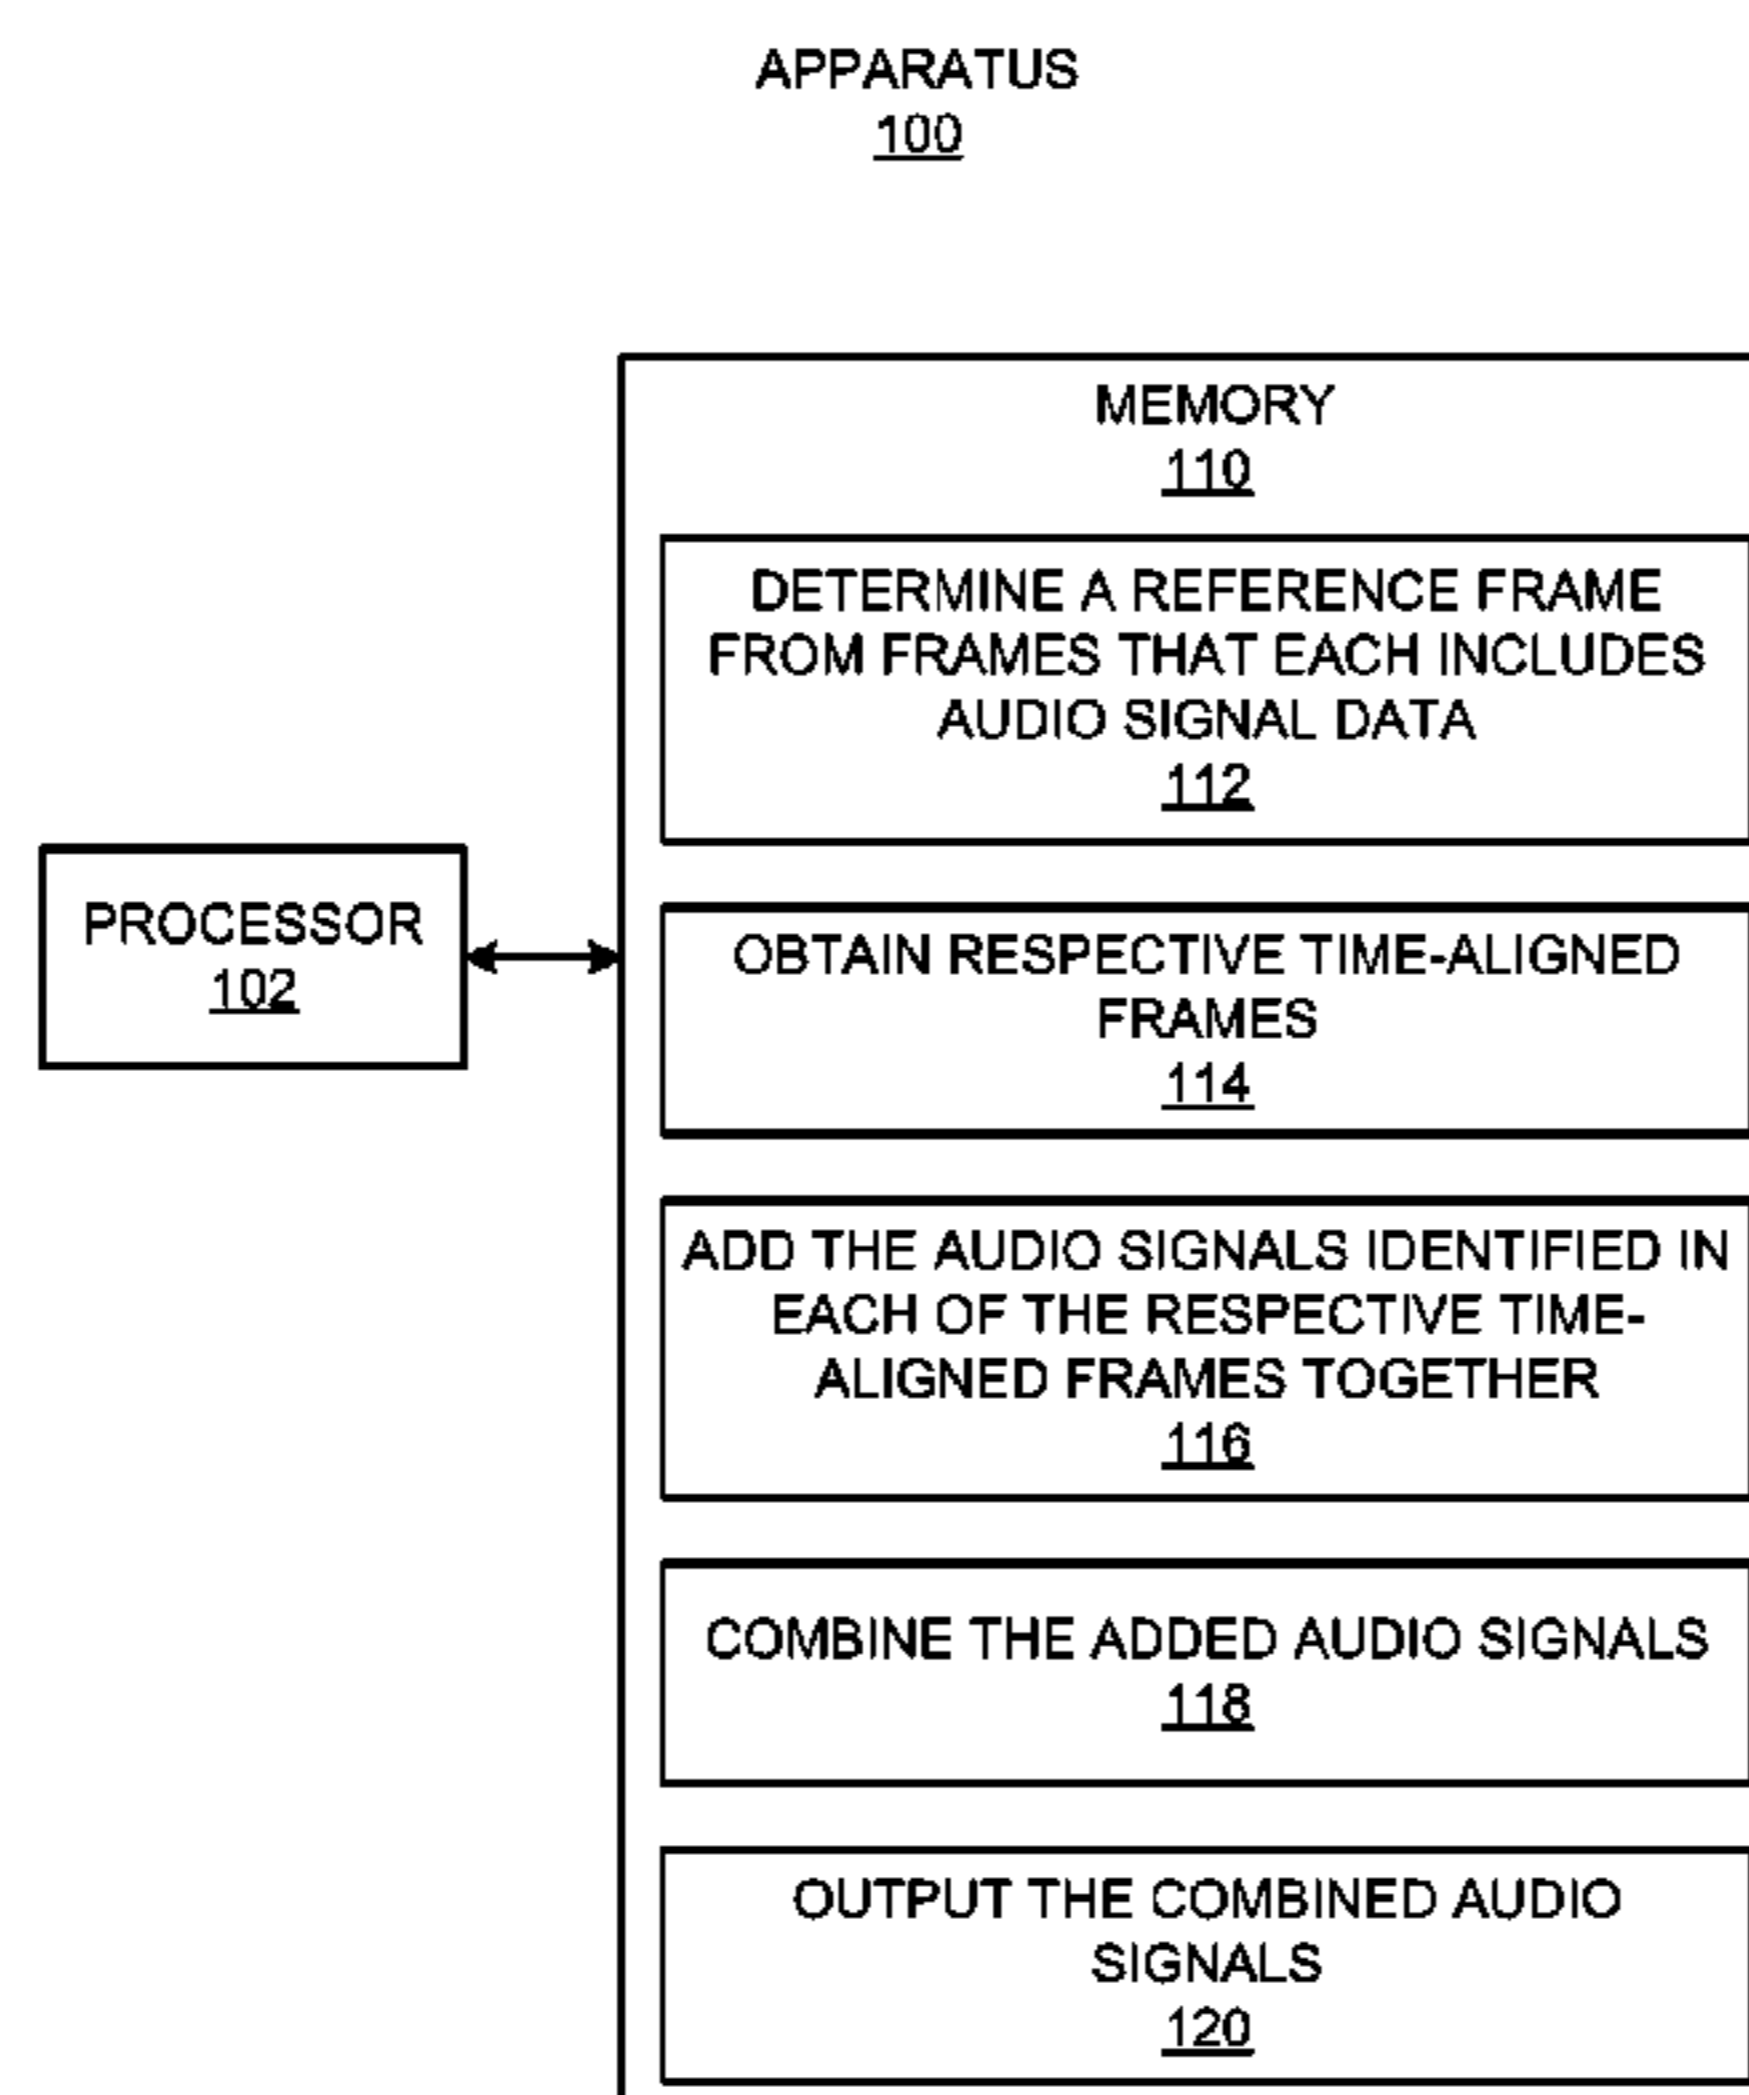 APPARATUS
100
MEMORY
110
DETERMINE A REFERENCE FRAME
FROM FRAMES THAT EACH INCLUDES
AUDIO SIGNAL DATA
112
PROCESSOR
102
OBTAIN RESPECTIVE TIME-ALIGNED
FRAMES
114
ADD THE AUDIO SIGNALS IDENTIFIED IN
EACH OF THE RESPECTIVE TIME-
ALIGNED FRAMES TOGETHER
116
COMBINE THE ADDED AUDIO SIGNALS
118
OUTPUT THE COMBINED AUDIO
SIGNALS
120